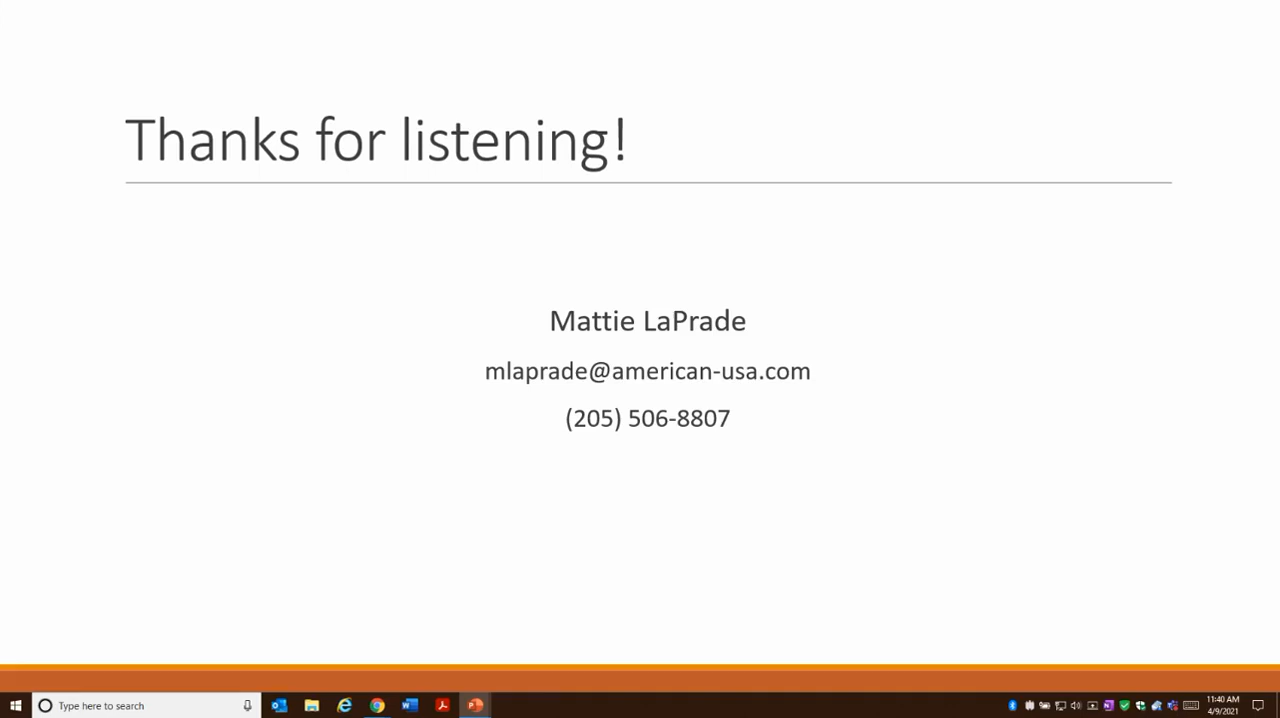 Thanks for listening!
Mattie LaPrade
mlaprade@american-usa.com
(205) 506-8807
Type here to search
11:40 AM
4/9/2021